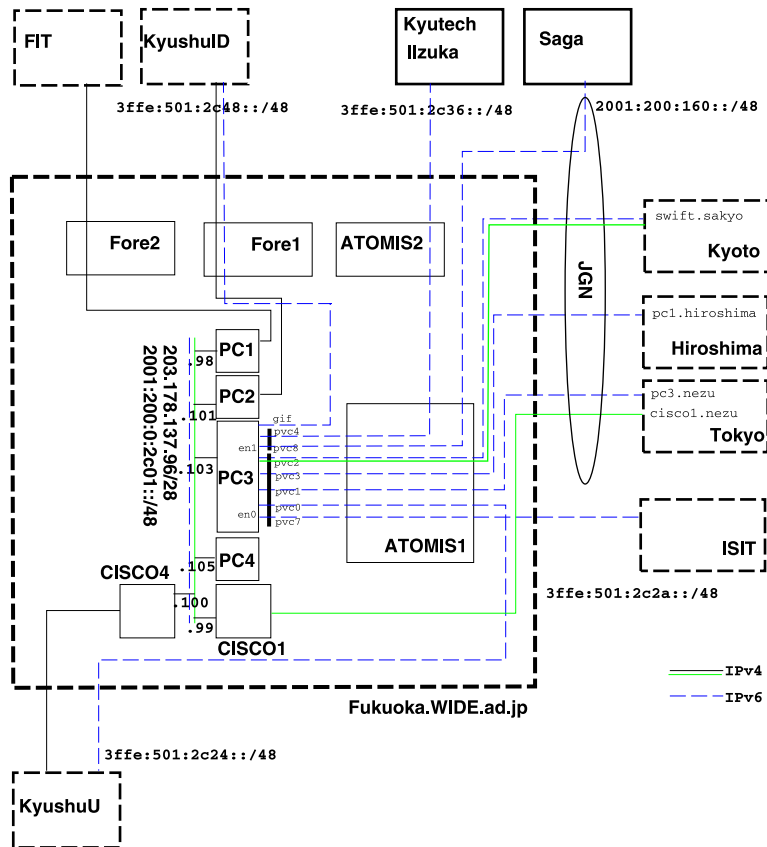 FIT
KyushuID
Kyutech
IIzuka
Saga
3ffe:501:2c48::/48
3ffe:501:2c36::/48
2001:200:160::/48
Fore2
Fore1
ATOMIS2
JGN
swift.sakyo
Kyoto
pc1.hiroshima
Hiroshima
pc3.nezu
cisco1.nezu
Tokyo
203.178.137.96/28
2001:200:0:2c01::/48
.98
PC1
.101
PC2
gif
pvc4
en1
pvc8
.103
PC3
pvc2
pvc3
pvc1
pvc0
en0
pvc7
ATOMIS1
ISIT
.105
PC4
CISCO4
.100
.99
CISCO1
3ffe:501:2c2a::/48
IPv4
IPv6
Fukuoka.WIDE.ad.jp
3ffe:501:2c24::/48
KyushuU